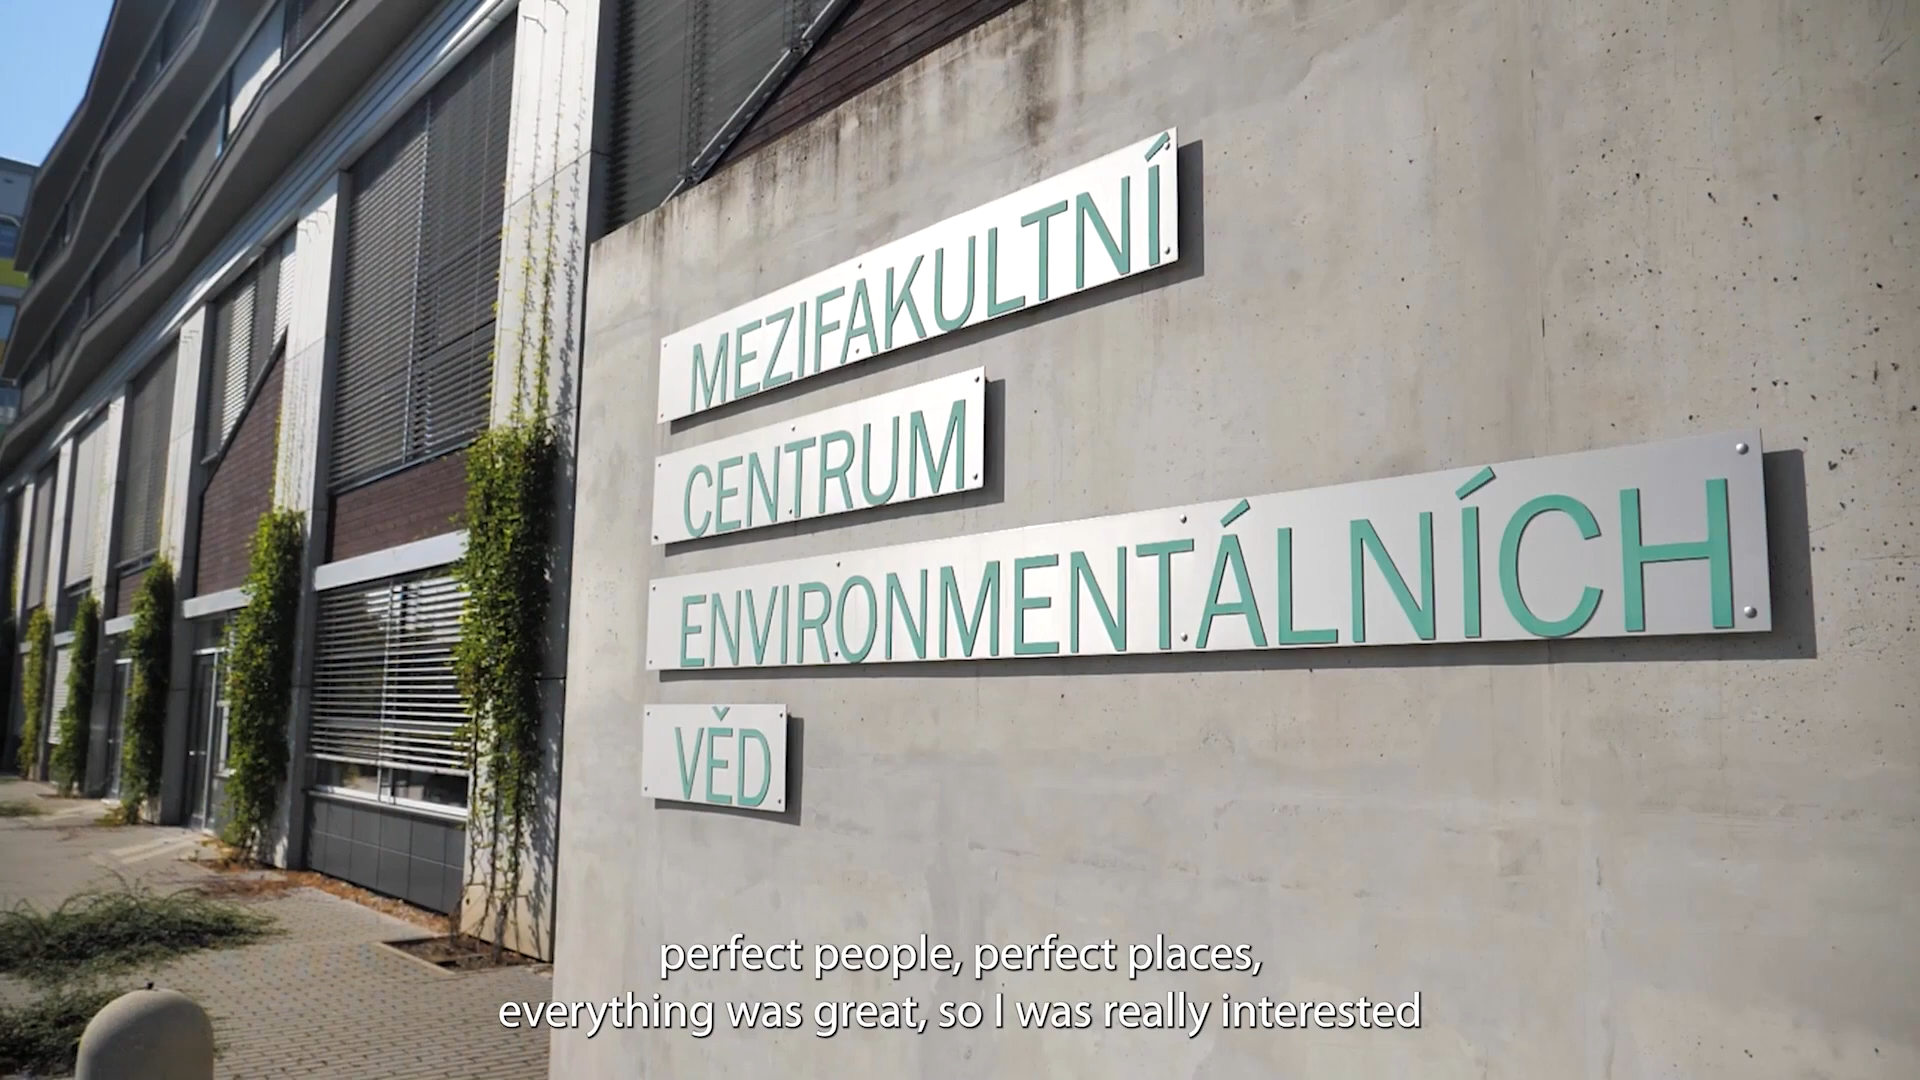 MEZIFAKULTNÍ
CENTRUM
ENVIRONMENTÁLNÍCH
VĚD
perfect people, perfect places,
everything was great, so I was really interested